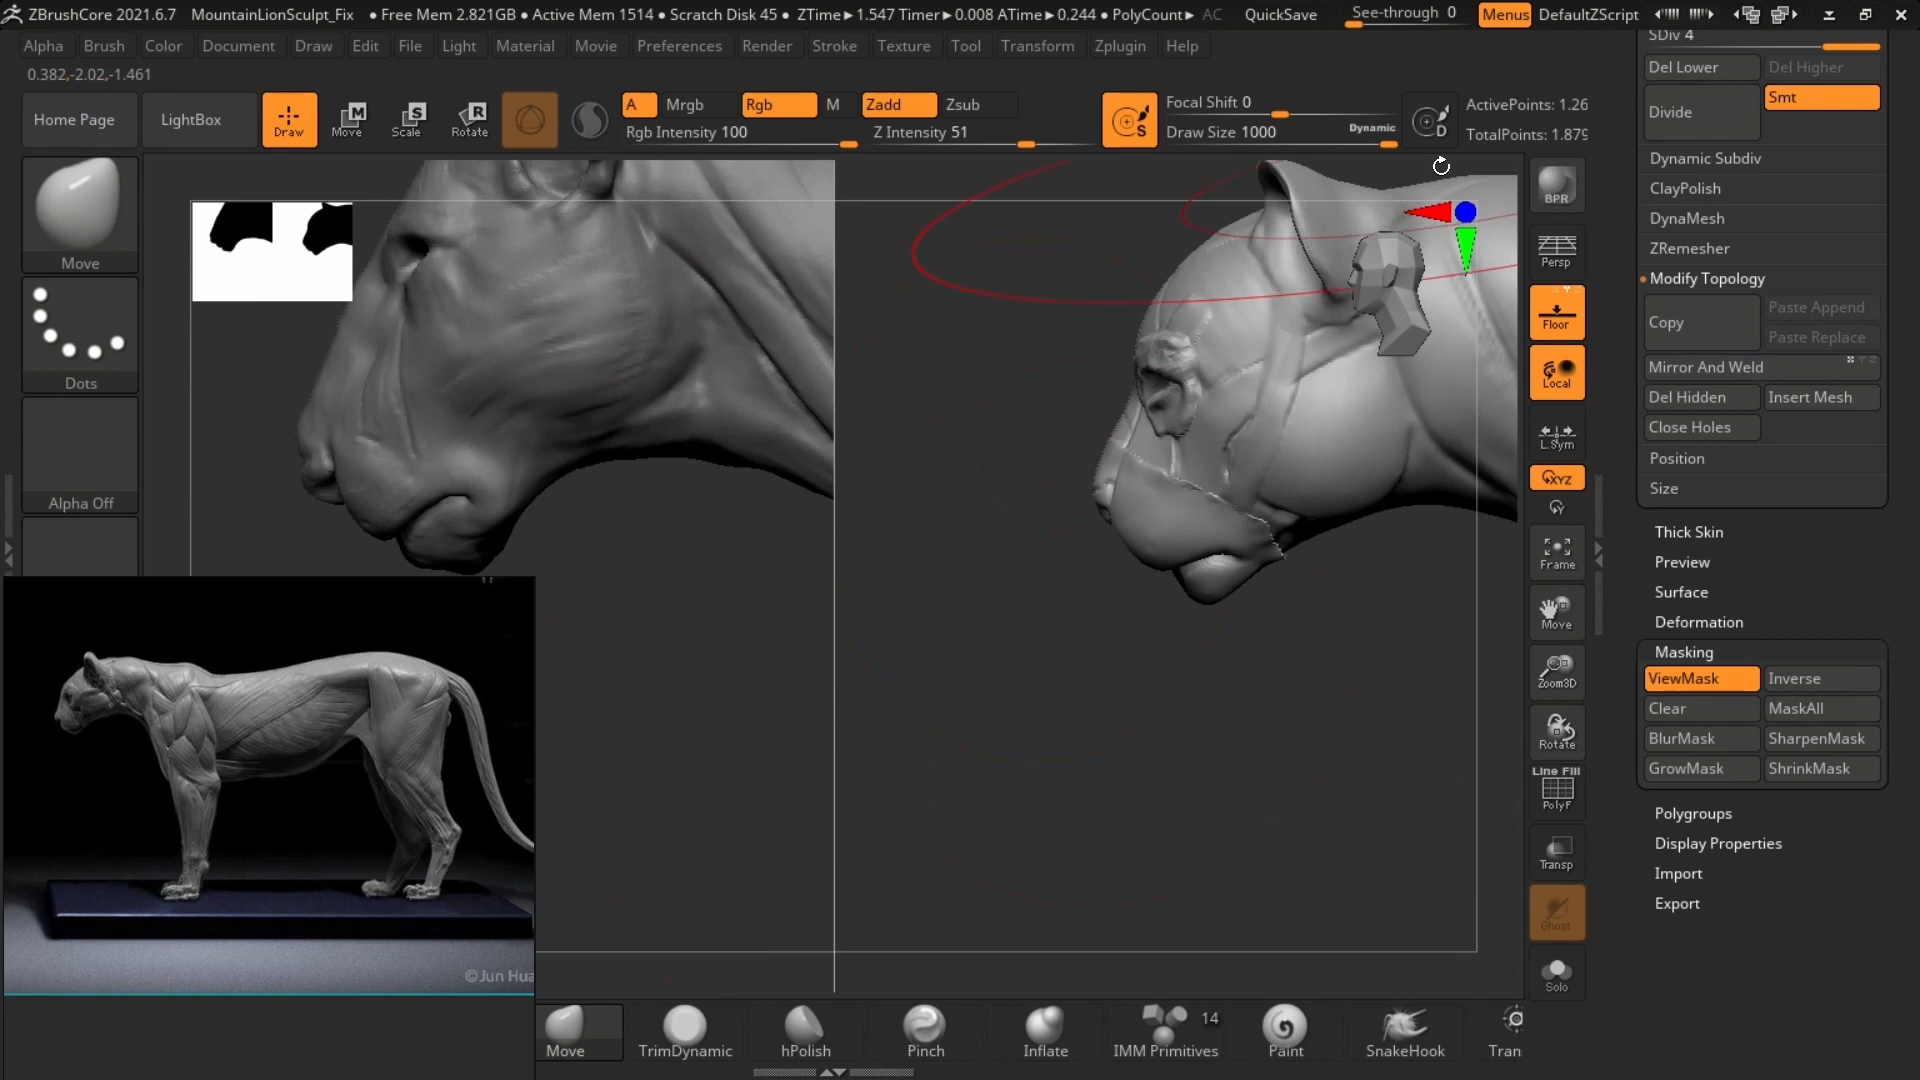 ZBrushCore 2021.6.7 MountainLionSculpt_Fix • Free Mem 2.821GB • Active Mem 1514 • Scratch Disk 45 • ZTime►1.547 Timer►0.008 ATime►0.244 • PolyCount► AC QuickSave See-through 0 Menus DefaultZScript
Alpha Brush Color Document Draw Edit File Light Material Movie Preferences Render Stroke Texture Tool Transform Zplugin Help
0.382,-2.02,-1.461
Home Page
LightBox
Draw
Move
Scale
Rotate
M
S
R
A Mrgb Rgb M Zadd Zsub
Rgb Intensity 100 Z Intensity 51
S
Focal Shift 0
Draw Size 1000 Dynamic
D
ActivePoints: 1.26
TotalPoints: 1.879
Move
Dots
Alpha Off
©Jun Hua
BPR
Persp
Floor
Local
L.Sym
XYZ
Y
Frame
Move
Zoom3D
Rotate
Line Fill
PolyF
Transp
Ghost
Solo
SDiv 4
Del Lower Del Higher
Divide Smt
Dynamic Subdiv
ClayPolish
DynaMesh
ZRemesher
Modify Topology
Copy Paste Append
Paste Replace
Mirror And Weld
Del Hidden Insert Mesh
Close Holes
Position
Size
Thick Skin
Preview
Surface
Deformation
Masking
ViewMask Inverse
Clear MaskAll
BlurMask SharpenMask
GrowMask ShrinkMask
Polygroups
Display Properties
Import
Export
14
Move TrimDynamic hPolish Pinch Inflate IMM Primitives Paint SnakeHook Tran